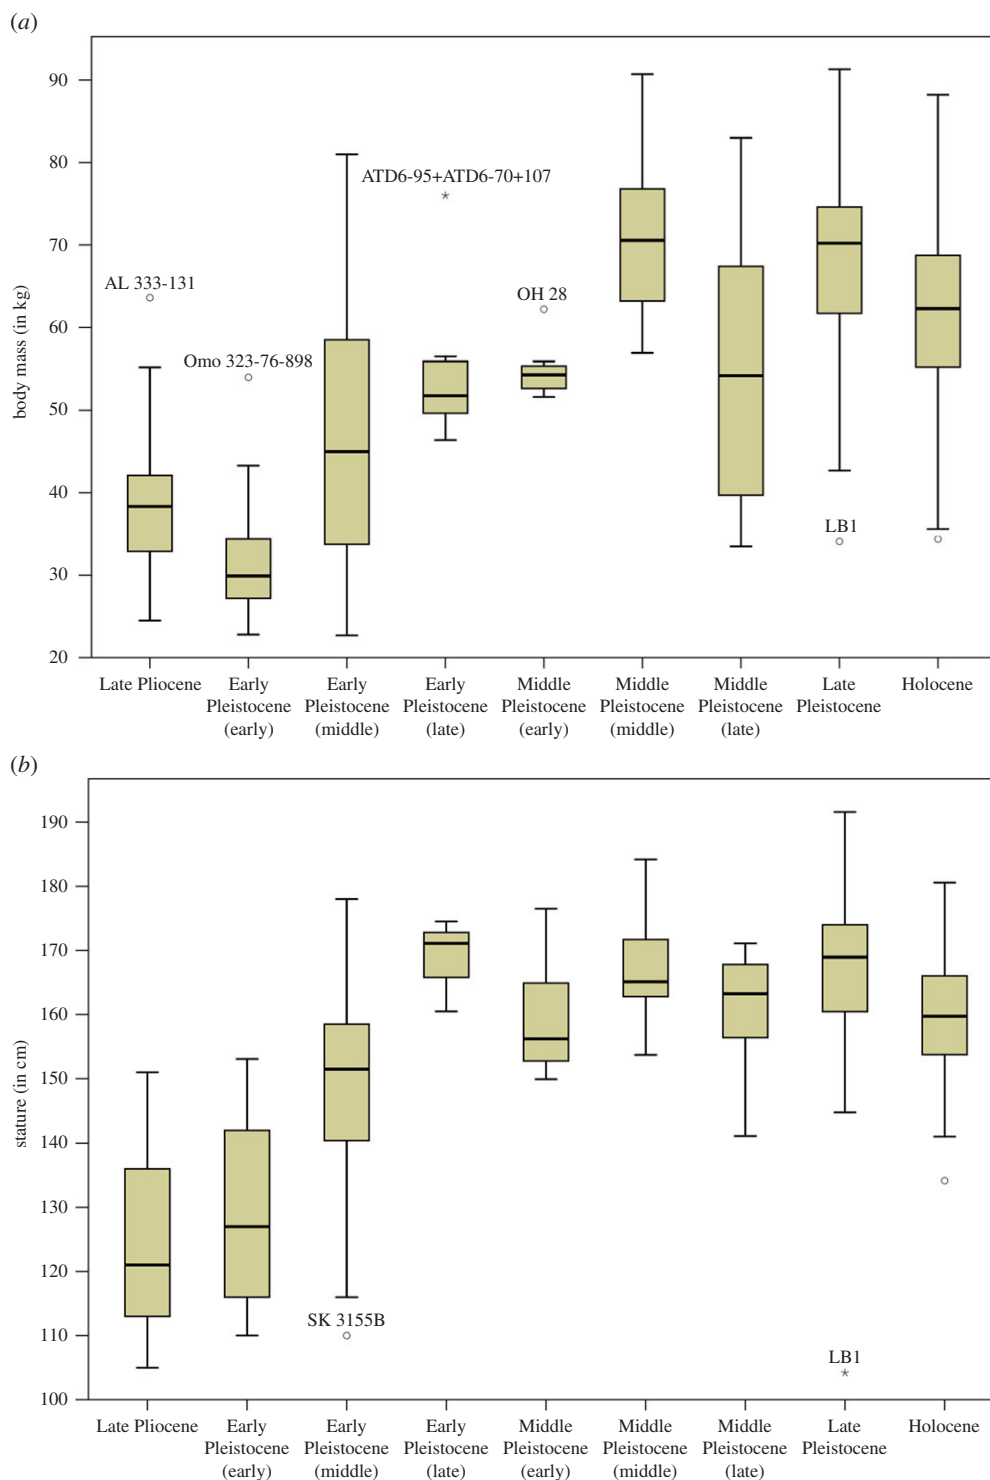 (a)
90
80
70
60
50
40
30
20
body mass (in kg)
AL 333-131
Omo 323-76-898
ATD6-95+ATD6-70+107
OH 28
LB1
Late Pliocene
Early
Pleistocene
(early)
Early
Pleistocene
(middle)
Early
Pleistocene
(late)
Middle
Pleistocene
(early)
Middle
Pleistocene
(middle)
Middle
Pleistocene
(late)
Late
Pleistocene
Holocene
(b)
190
180
170
160
150
140
130
120
110
100
stature (in cm)
SK 3155B
LB1
Late Pliocene
Early
Pleistocene
(early)
Early
Pleistocene
(middle)
Early
Pleistocene
(late)
Middle
Pleistocene
(early)
Middle
Pleistocene
(middle)
Middle
Pleistocene
(late)
Late
Pleistocene
Holocene